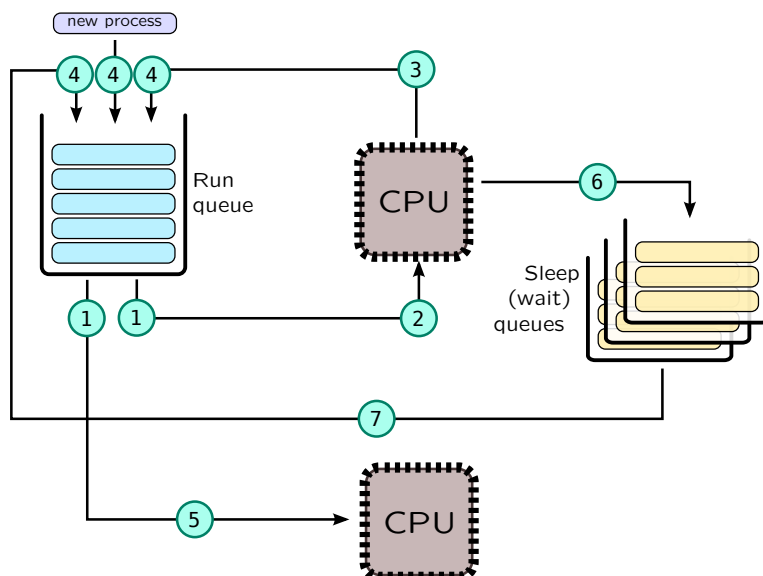 new process
4
4
4
3
Run
queue
CPU
6
Sleep
(wait)
queues
1
1
2
7
5
CPU